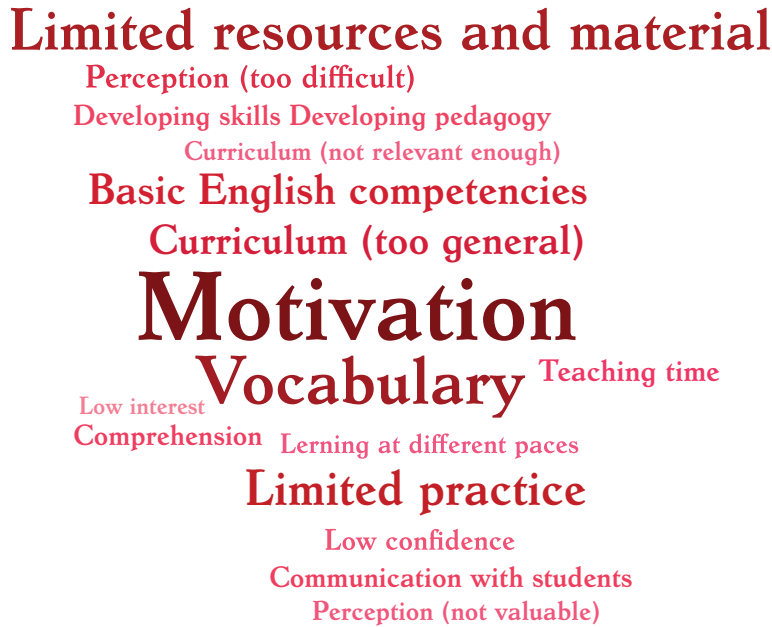 Limited resources and material
Perception (too difficult)
Developing skills Developing pedagogy
Curriculum (not relevant enough)
Basic English competencies
Curriculum (too general)
Motivation
Vocabulary
Teaching time
Low interest
Comprehension
Lerning at different paces
Limited practice
Low confidence
Communication with students
Perception (not valuable)